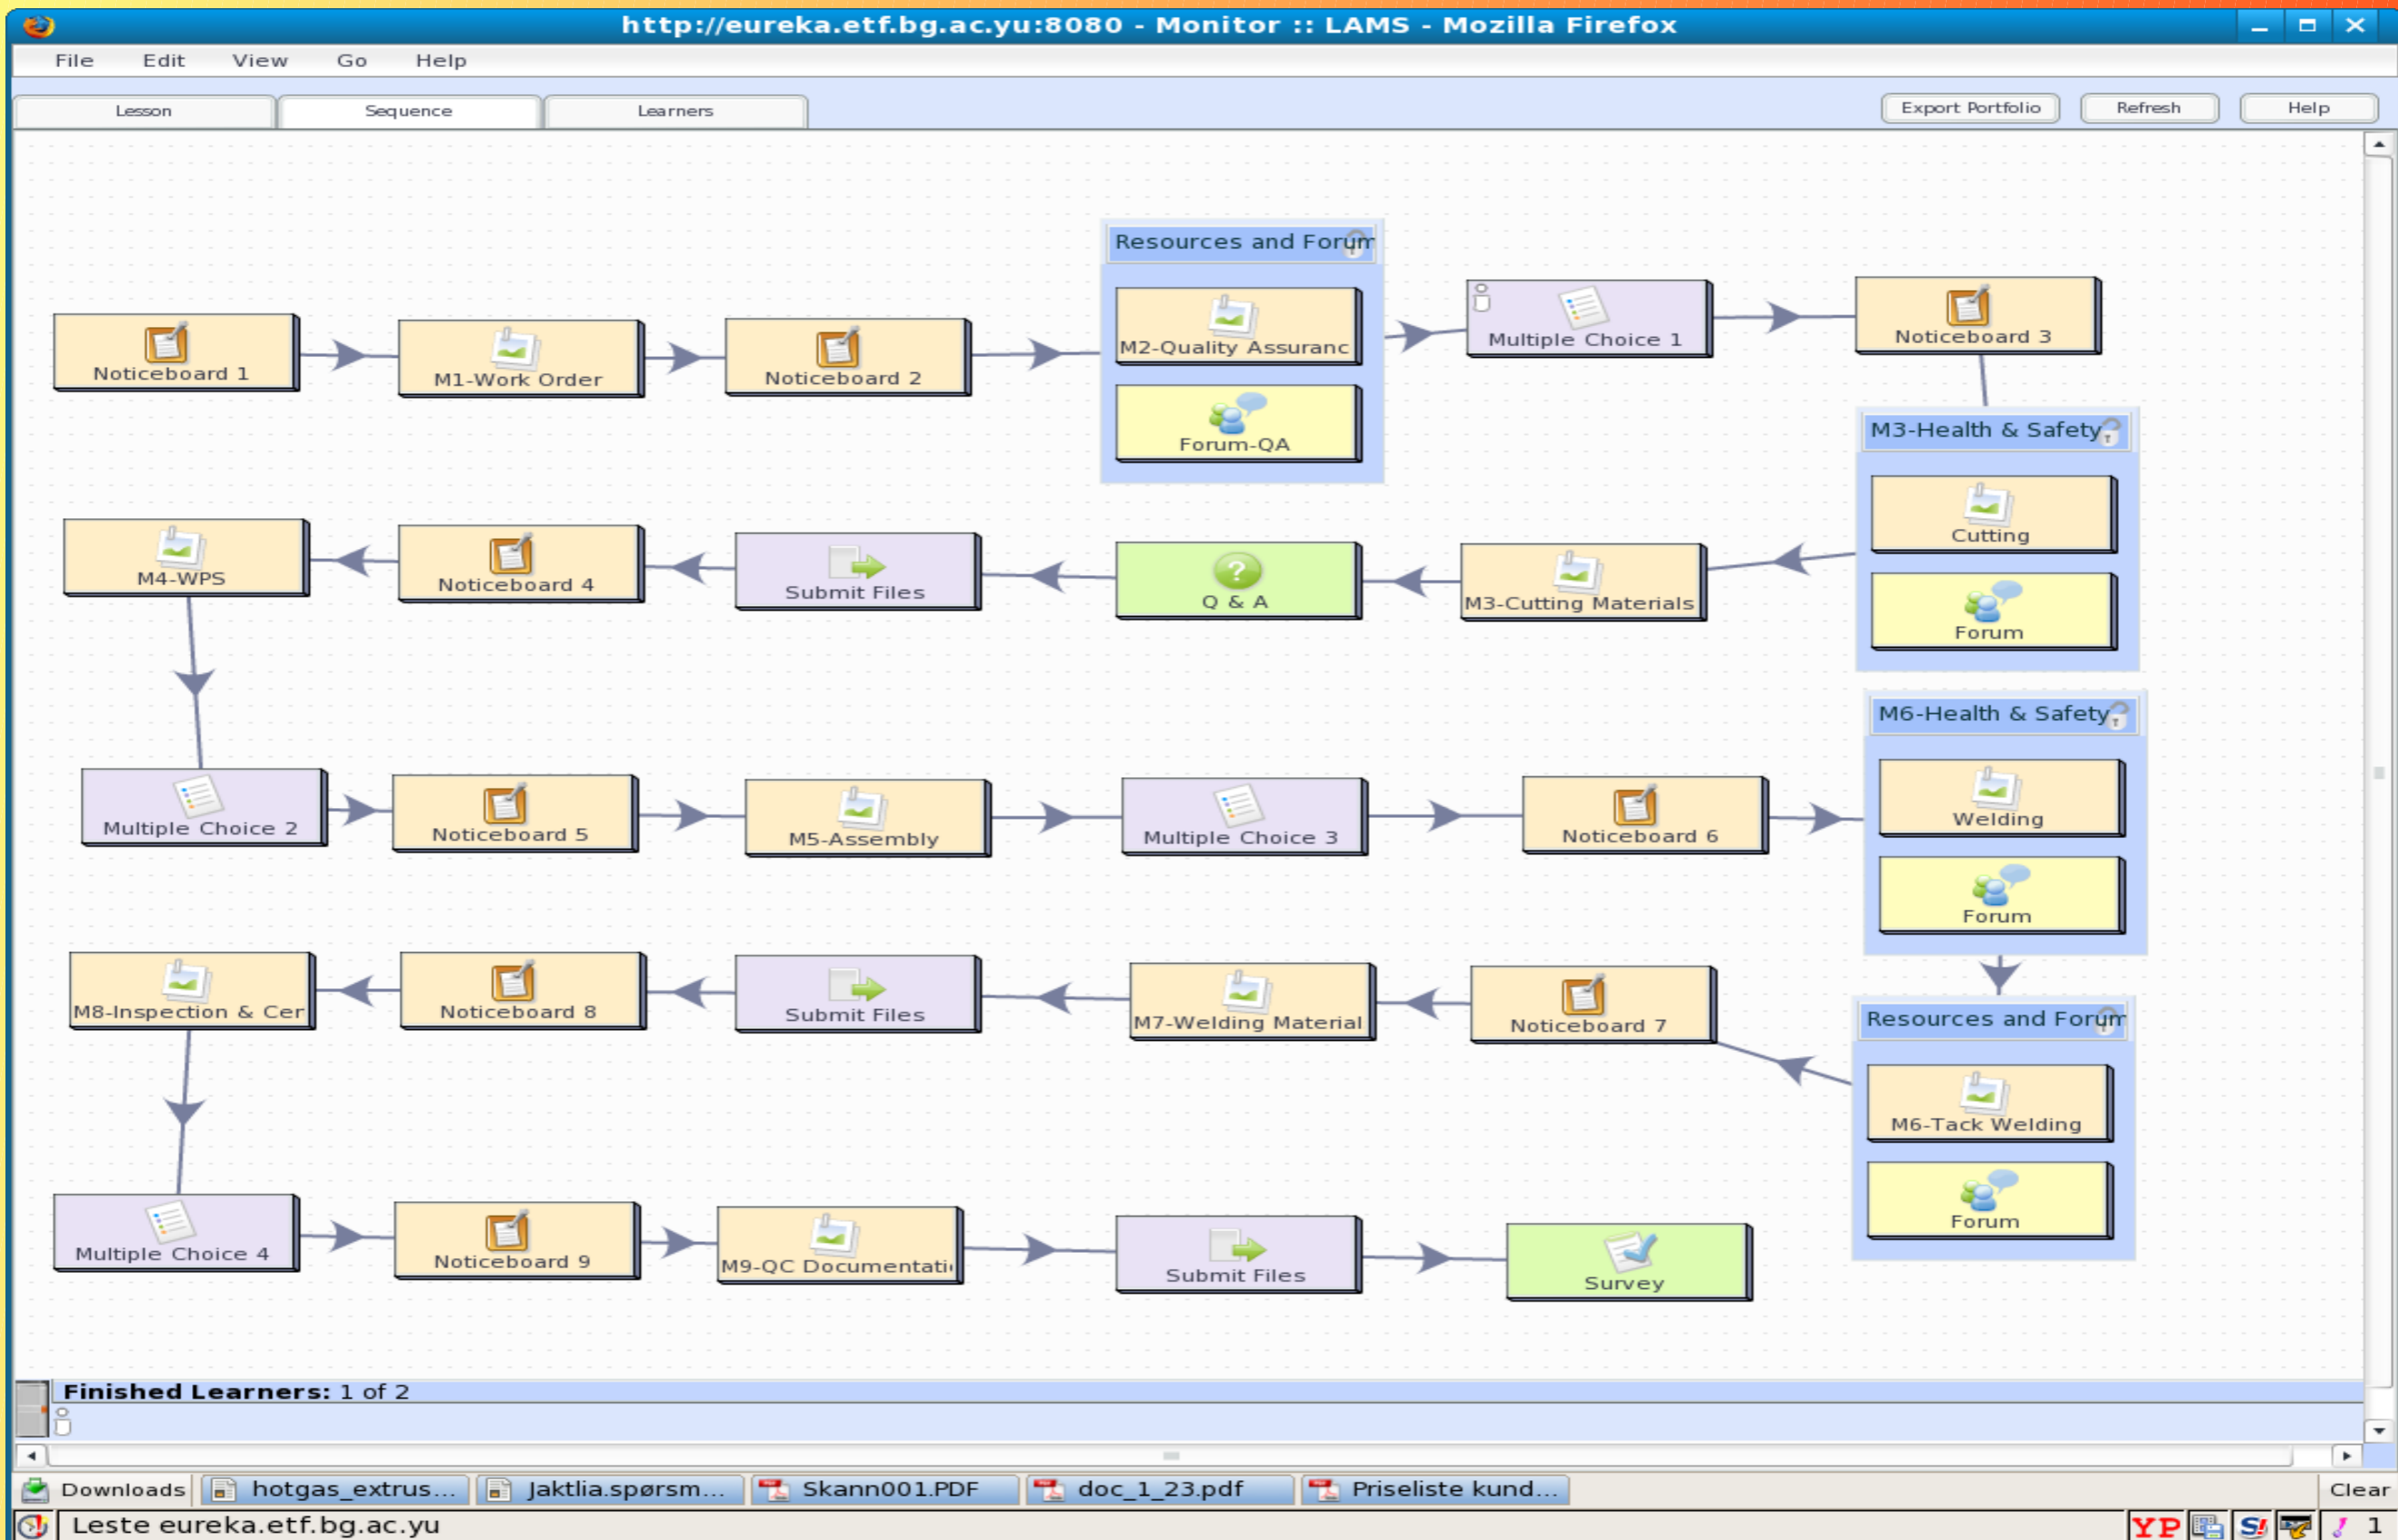 http://eureka.etf.bg.ac.yu:8080 - Monitor :: LAMS - Mozilla Firefox
File Edit View Go Help
Lesson Sequence Learners Export Portfolio Refresh Help
Resources and Forum
Noticeboard 1
M1-Work Order
Noticeboard 2
M2-Quality Assuranc
Forum-QA
Multiple Choice 1
Noticeboard 3
M3-Health & Safety
Cutting
Forum
M3-Cutting Materials
Q & A
Submit Files
Noticeboard 4
M4-WPS
Multiple Choice 2
Noticeboard 5
M5-Assembly
Multiple Choice 3
Noticeboard 6
M6-Health & Safety
Welding
Forum
Resources and Forum
M6-Tack Welding
Forum
Noticeboard 7
M7-Welding Material
Submit Files
Noticeboard 8
M8-Inspection & Cer
Multiple Choice 4
Noticeboard 9
M9-QC Documentati
Submit Files
Survey
Finished Learners: 1 of 2
Downloads hotgas_extrus... Jaktlia.spørsm... Skann001.PDF doc_1_23.pdf Priseliste kund... Clear
Leste eureka.etf.bg.ac.yu YP S! 1